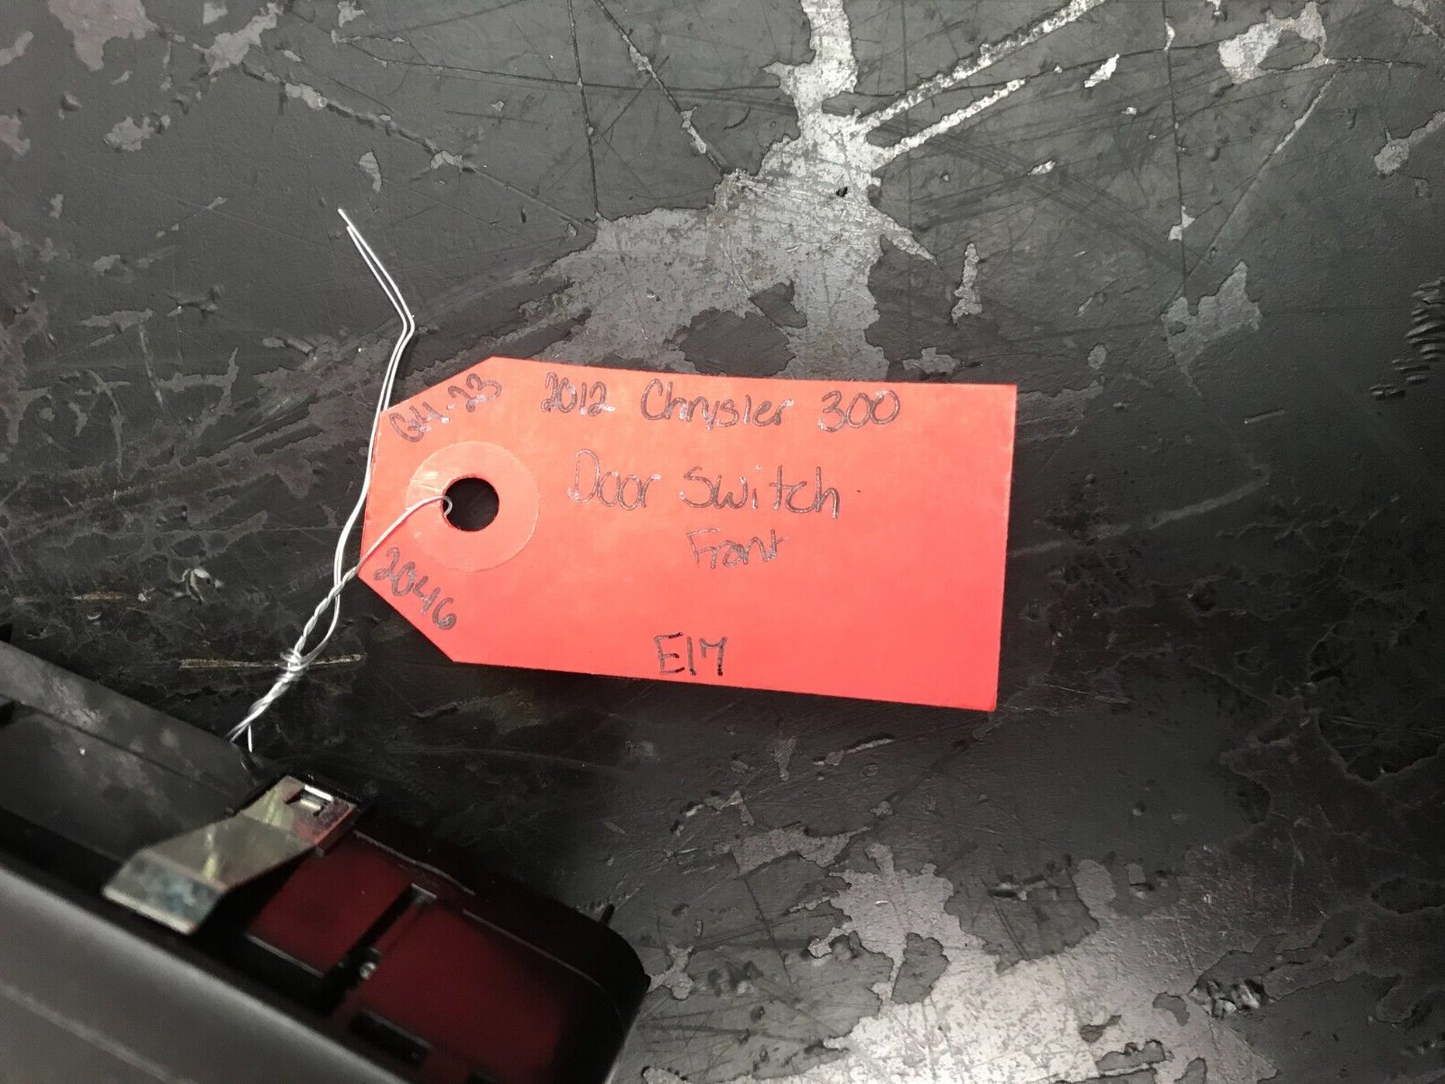 2012 Chrysler 300
Door Switch
Front
E17
2046